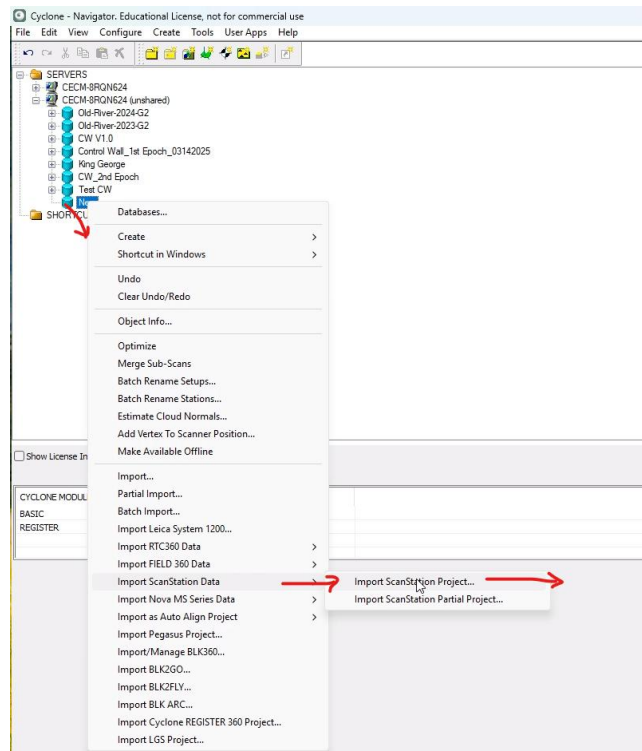 Cyclone - Navigator. Educational License, not for commercial use
File Edit View Configure Create Tools User Apps Help
SERVERS
CECM-8RQN624
CECM-8RQN624 (unshared)
Old-River-2024-G2
Old-River-2023-G2
CW V1.0
Control Wall_1st Epoch_03142025
King George
CW_2nd Epoch
Test CW
SHORTCU
Databases...
Create
Shortcut in Windows
Undo
Clear Undo/Redo
Object Info...
Optimize
Merge Sub-Scans
Batch Rename Setups...
Batch Rename Stations...
Estimate Cloud Normals...
Add Vertex To Scanner Position...
Make Available Offline
Show License In
Import...
CYCLONE MODUL
Partial Import...
BASIC
Batch Import...
REGISTER
Import Leica System 1200...
Import RTC360 Data
Import FIELD 360 Data
Import ScanStation Data
Import ScanStation Project...
Import Nova MS Series Data
Import ScanStation Partial Project...
Import as Auto Align Project
Import Pegasus Project...
Import/Manage BLK360...
Import BLK2GO...
Import BLK2FLY...
Import BLK ARC...
Import Cyclone REGISTER 360 Project...
Import LGS Project...